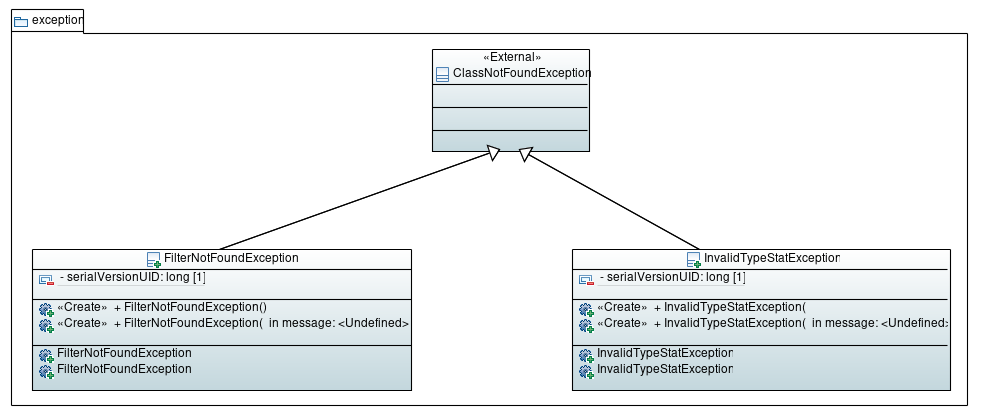 exception
«External»
ClassNotFoundException
FilterNotFoundException
- serialVersionUID: long [1]
«Create» + FilterNotFoundException()
«Create» + FilterNotFoundException( in message: <Undefined>
FilterNotFoundException
FilterNotFoundException
InvalidTypeStatException
- serialVersionUID: long [1]
«Create» + InvalidTypeStatException(
«Create» + InvalidTypeStatException( in message: <Undefined>
InvalidTypeStatException
InvalidTypeStatException